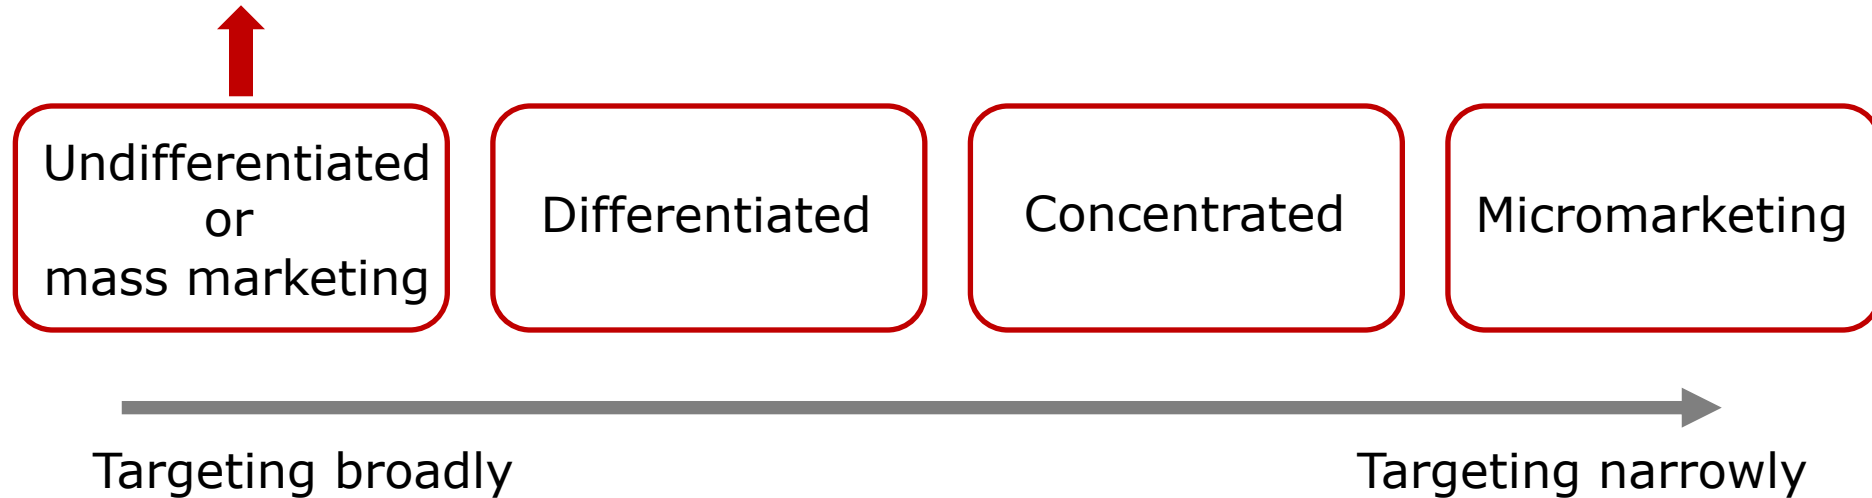 Undifferentiated
or
mass marketing
Differentiated
Concentrated
Micromarketing
Targeting broadly
Targeting narrowly